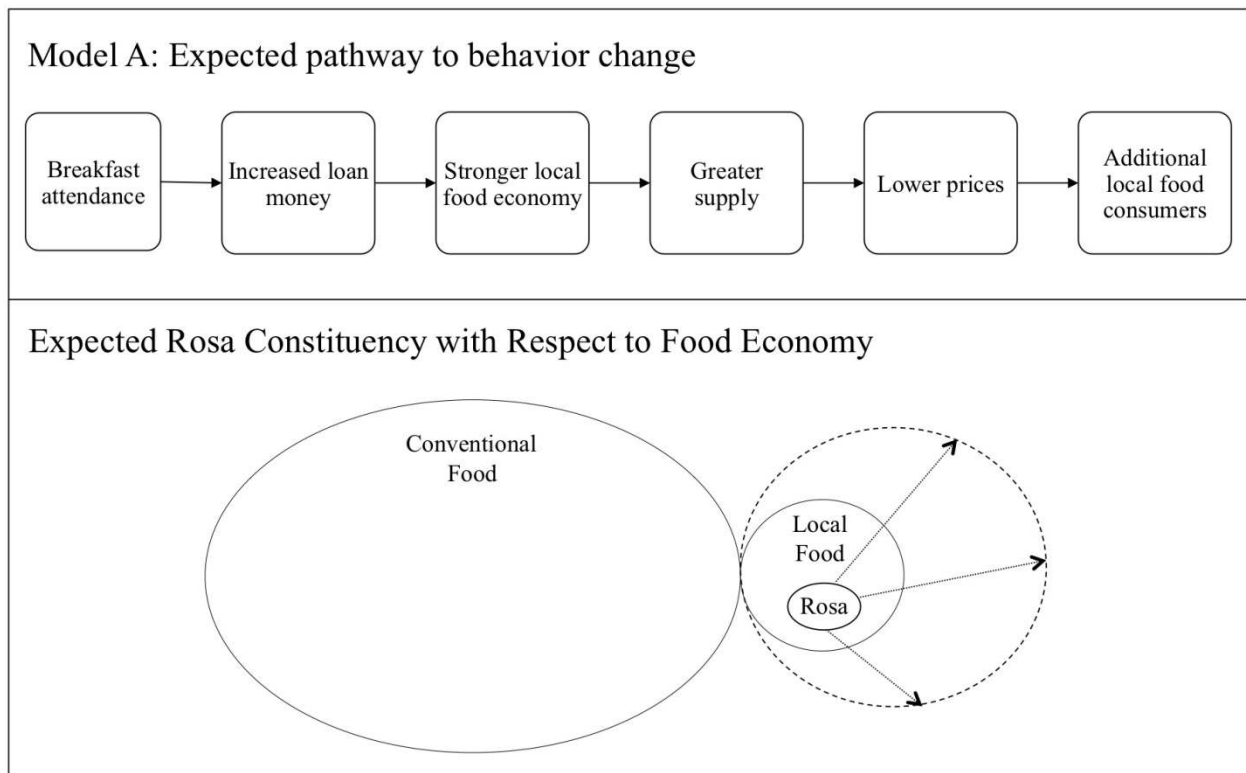 Model A: Expected pathway to behavior change
Breakfast
attendance
Increased loan
money
Stronger local
food economy
Greater
supply
Lower prices
Additional
local food
consumers
Expected Rosa Constituency with Respect to Food Economy
Conventional
Food
Local
Food
Rosa